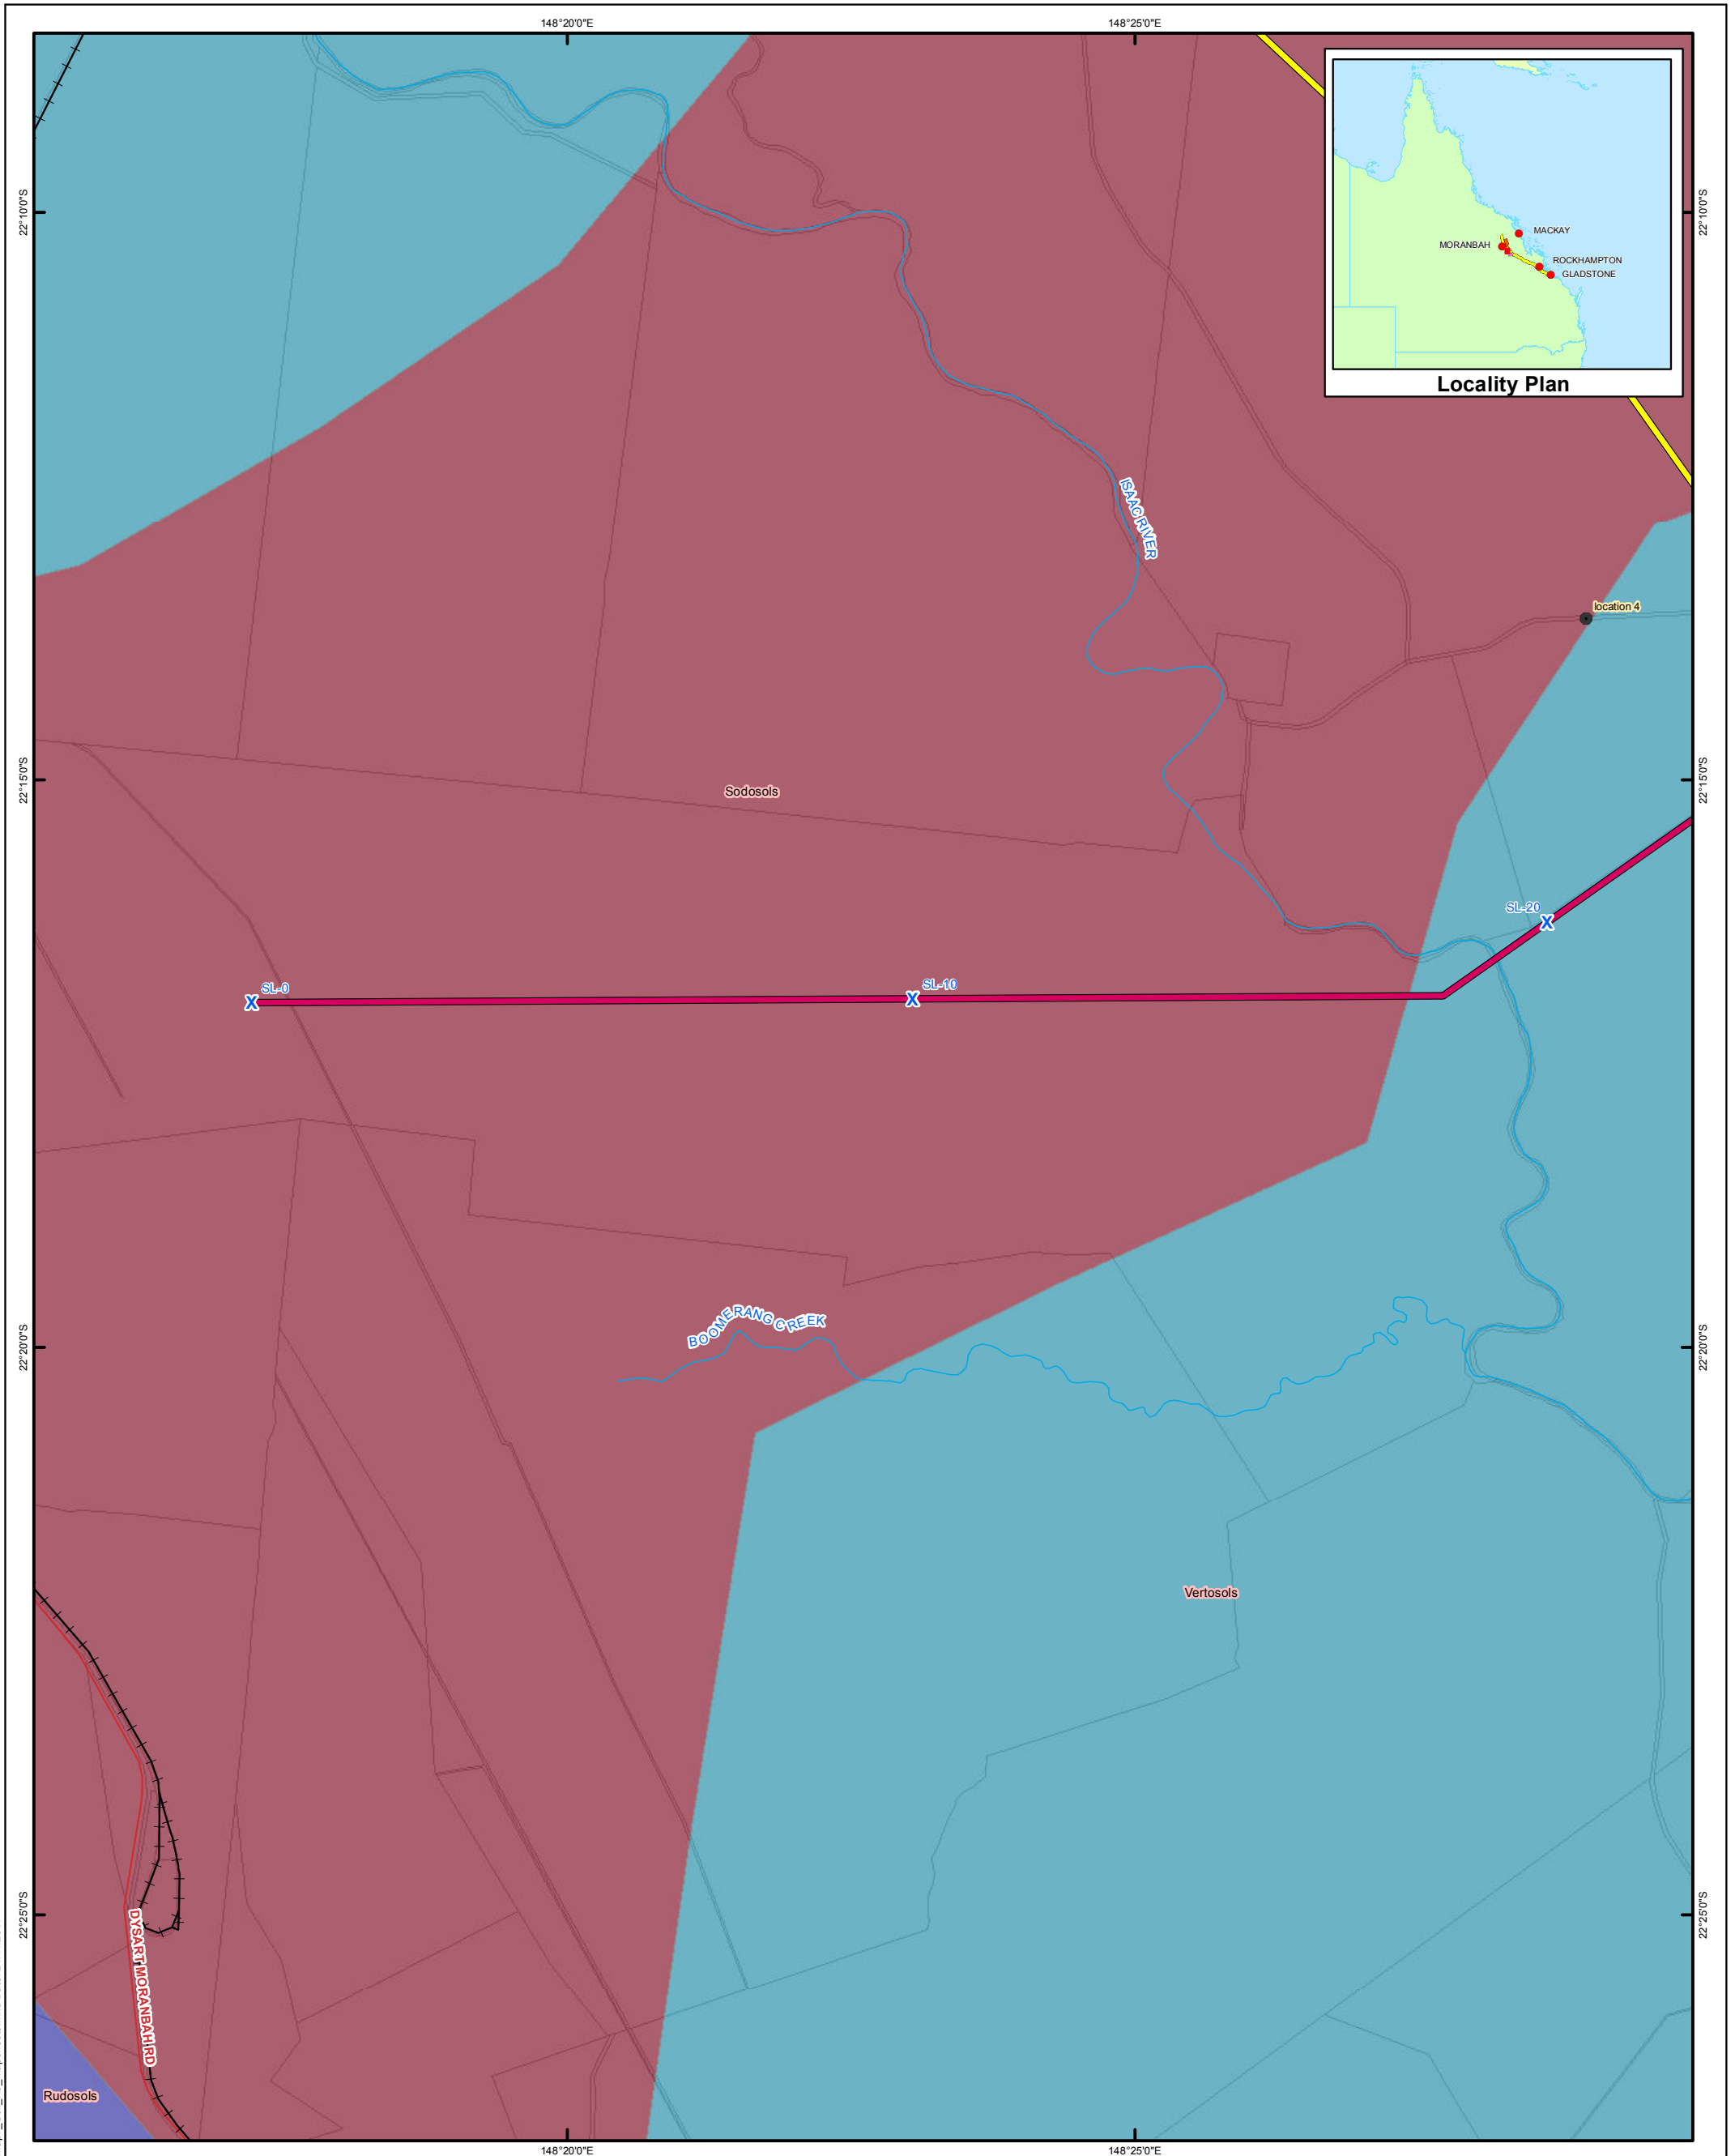 148°20'0"E
148°25'0"E
22°10'0"S
22°10'0"S
MACKAY
MORANBAH
ROCKHAMPTON
GLADSTONE
Locality Plan
ISAAC RIVER
location 4
22°15'0"S
22°15'0"S
Sodosols
SL-20
X
SL-0
X
SL-10
X
BOOMERANG CREEK
22°20'0"S
22°20'0"S
Vertosols
22°25'0"S
22°25'0"S
DYSART MORANBAH RD
Rudosols
148°20'0"E
148°25'0"E